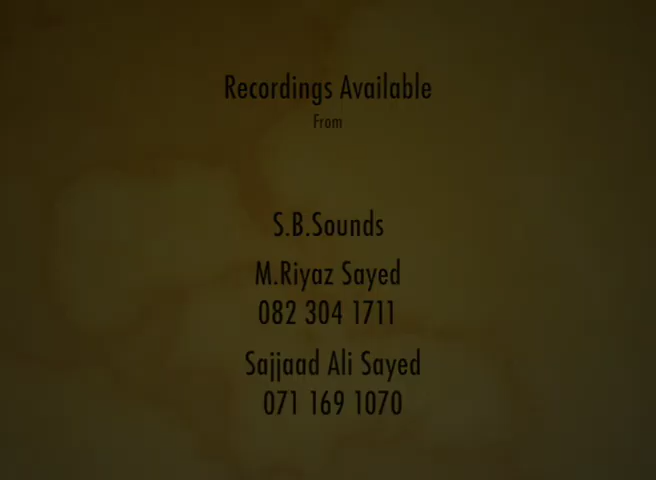 Recordings Available
From
S.B.Sounds
M.Riyaz Sayed
082 304 1711
Sajjaad Ali Sayed
071 169 1070